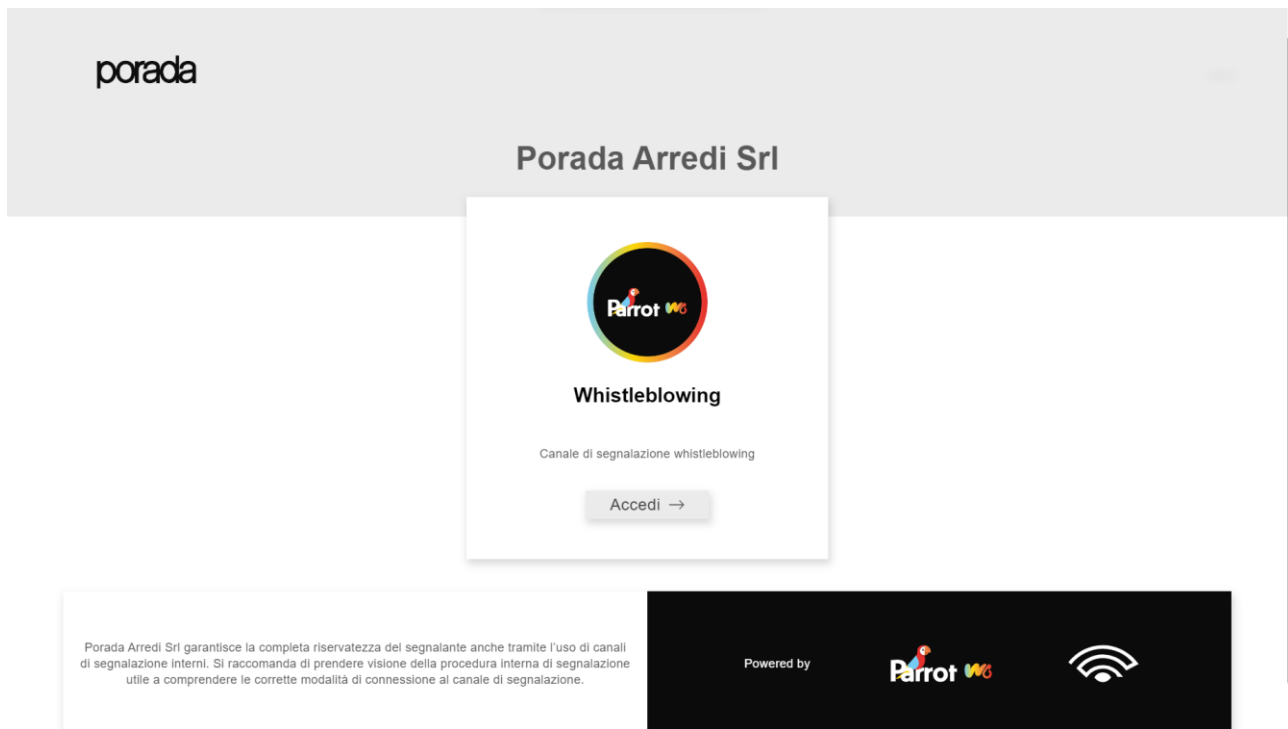 porada
Porada Arredi Srl
Parrot WB
Whistleblowing
Canale di segnalazione whistleblowing
Accedi →
Porada Arredi Srl garantisce la completa riservatezza del segnalante anche tramite l'uso di canali
di segnalazione interni. Si raccomanda di prendere visione della procedura interna di segnalazione
utile a comprendere le corrette modalità di connessione al canale di segnalazione.
Powered by
Parrot WB